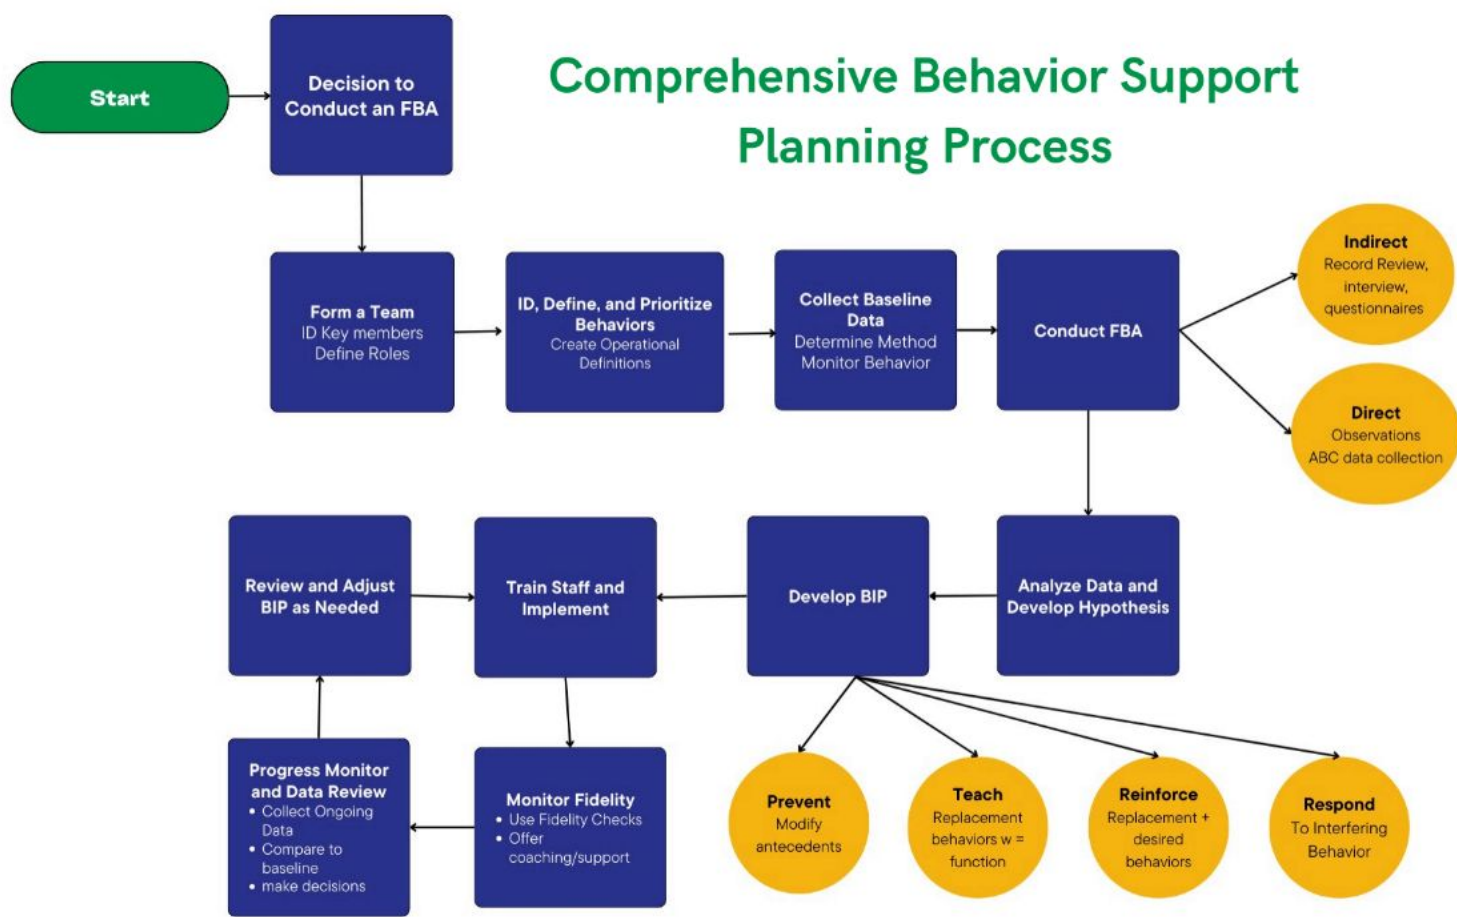 Comprehensive Behavior Support
Planning Process
Start
Decision to
Conduct an FBA
Form a Team
ID Key members
Define Roles
ID, Define, and Prioritize
Behaviors
Create Operational
Definitions
Collect Baseline
Data
Determine Method
Monitor Behavior
Conduct FBA
Indirect
Record Review,
interview,
questionnaires
Direct
Observations
ABC data collection
Analyze Data and
Develop Hypothesis
Develop BIP
Prevent
Modify
antecedents
Teach
Replacement
behaviors w =
function
Reinforce
Replacement +
desired
behaviors
Respond
To Interfering
Behavior
Train Staff and
Implement
Monitor Fidelity
• Use Fidelity Checks
• Offer
coaching/support
Progress Monitor
and Data Review
• Collect Ongoing
Data
• Compare to
baseline
• make decisions
Review and Adjust
BIP as Needed